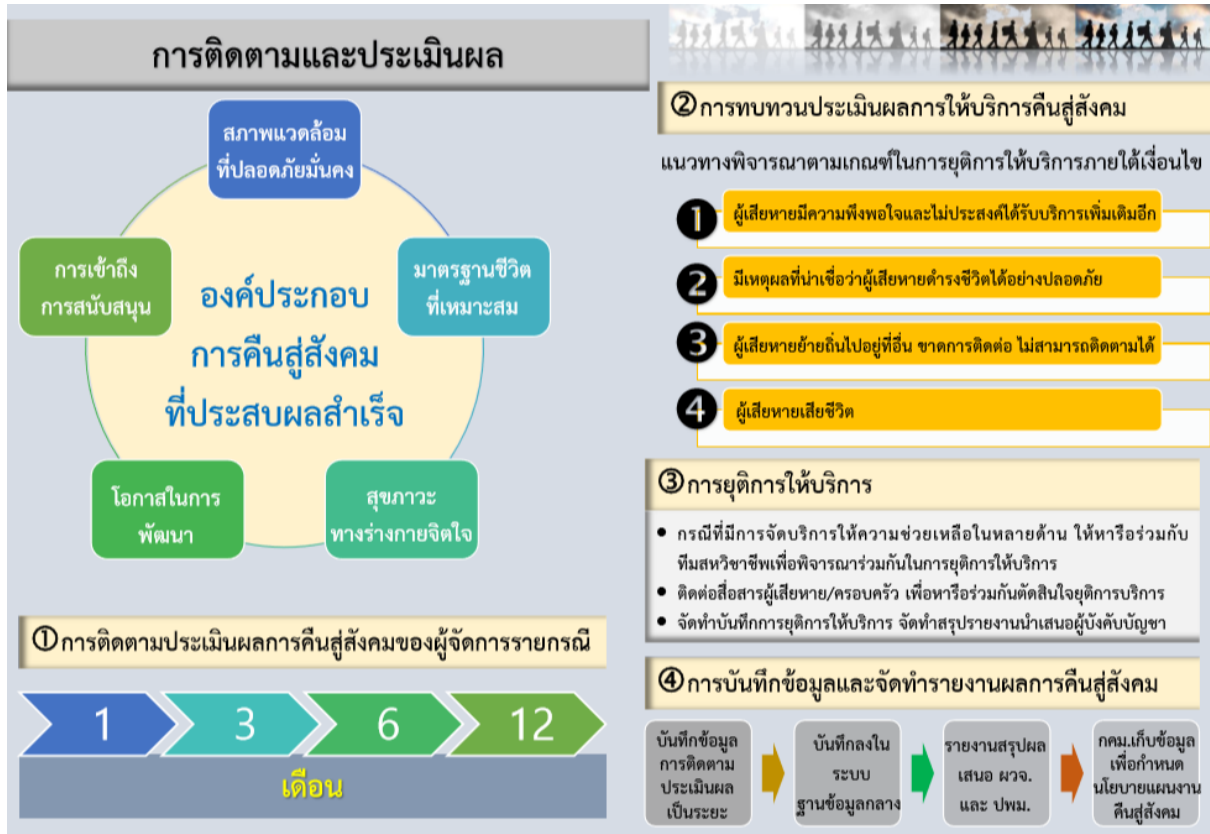 การติดตามและประเมินผล
สภาพแวดล้อม
ที่ปลอดภัยมั่นคง
มาตรฐานชีวิต
ที่เหมาะสม
สุขภาวะ
ทางร่างกายจิตใจ
โอกาสในการ
พัฒนา
การเข้าถึง
การสนับสนุน
องค์ประกอบ
การคืนสู่สังคม
ที่ประสบผลสำเร็จ
①การติดตามประเมินผลการคืนสู่สังคมของผู้จัดการรายกรณี
1 3 6 12
เดือน
②การทบทวนประเมินผลการให้บริการคืนสู่สังคม
แนวทางพิจารณาตามเกณฑ์ในการยุติการให้บริการภายใต้เงื่อนไข
❶ ผู้เสียหายมีความพึงพอใจและไม่ประสงค์ได้รับบริการเพิ่มเติมอีก
❷ มีเหตุผลที่น่าเชื่อว่าผู้เสียหายดำรงชีวิตได้อย่างปลอดภัย
❸ ผู้เสียหายย้ายถิ่นไปอยู่ที่อื่น ขาดการติดต่อ ไม่สามารถติดตามได้
❹ ผู้เสียหายเสียชีวิต
③การยุติการให้บริการ
• กรณีที่มีการจัดบริการให้ความช่วยเหลือในหลายด้าน ให้หารือร่วมกับ
ทีมสหวิชาชีพเพื่อพิจารณาร่วมกันในการยุติการให้บริการ
• ติดต่อสื่อสารผู้เสียหาย/ครอบครัว เพื่อหารือร่วมกันตัดสินใจยุติการบริการ
• จัดทำบันทึกการยุติการให้บริการ จัดทำสรุปรายงานนำเสนอผู้บังคับบัญชา
④การบันทึกข้อมูลและจัดทำรายงานผลการคืนสู่สังคม
บันทึกข้อมูล
การติดตาม
ประเมินผล
เป็นระยะ
บันทึกลงใน
ระบบ
ฐานข้อมูลกลาง
รายงานสรุปผล
เสนอ ผวจ.
และ ปพม.
กคม.เก็บข้อมูล
เพื่อกำหนด
นโยบายแผนงาน
คืนสู่สังคม